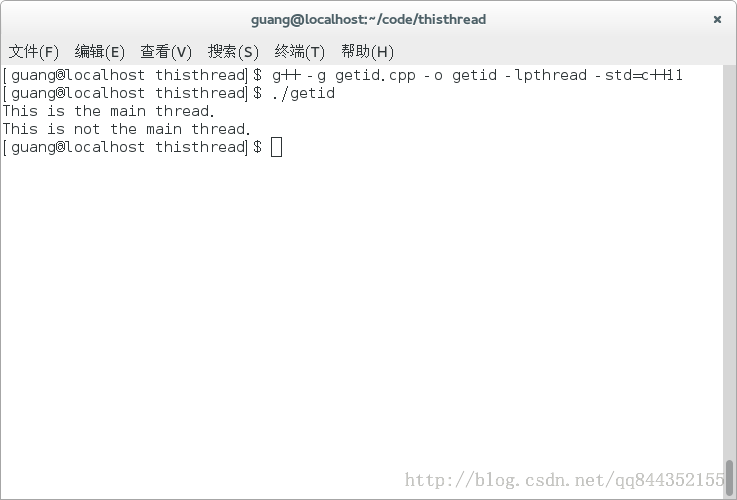 guang@localhost:~/code/thisthread ×
文件(F) 编辑(E) 查看(V) 搜索(S) 终端(T) 帮助(H)
[guang@localhost thisthread]$ g++ -g getid.cpp -o getid -lpthread -std=c++11
[guang@localhost thisthread]$ ./getid
This is the main thread.
This is not the main thread.
[guang@localhost thisthread]$
http://blog.csdn.net/qq844352155